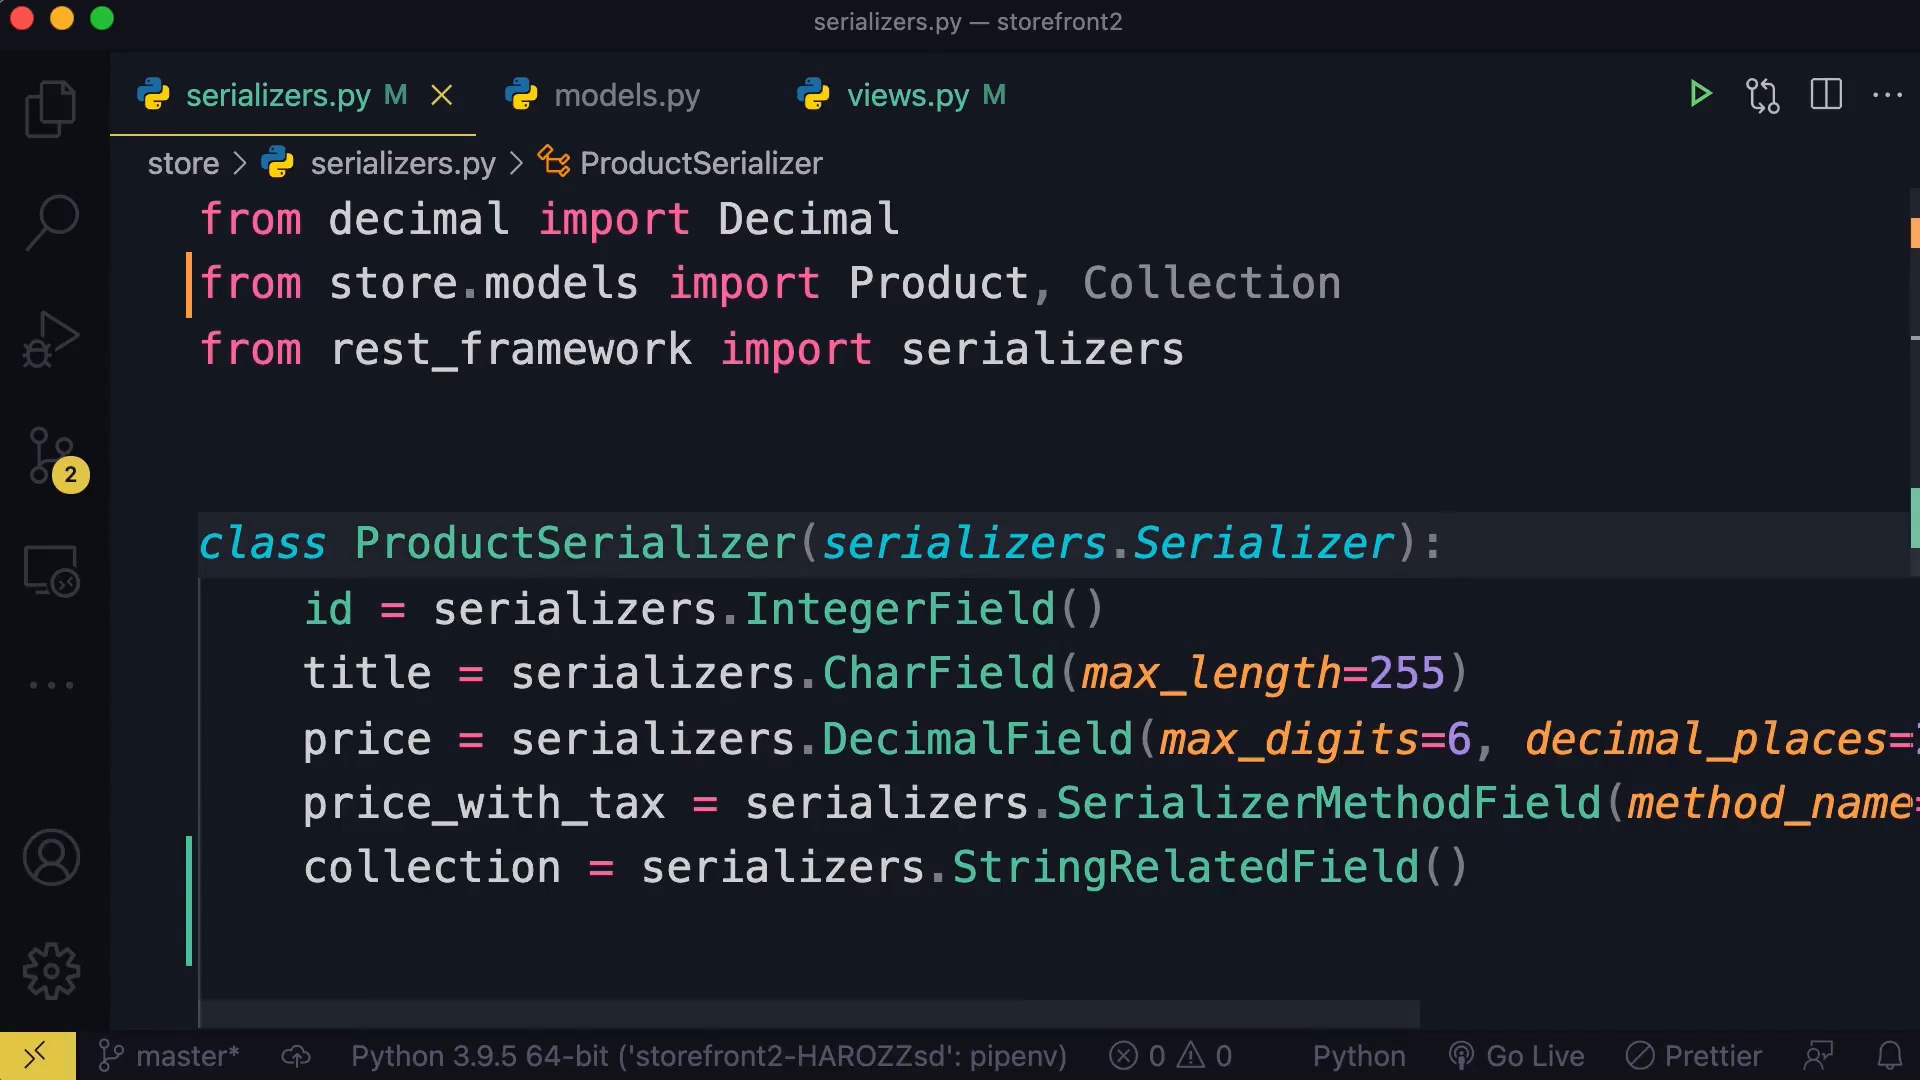 serializers.py — storefront2
serializers.py M models.py views.py M
store > serializers.py > ProductSerializer
from decimal import Decimal
from store.models import Product, Collection
from rest_framework import serializers
class ProductSerializer(serializers.Serializer):
id = serializers.IntegerField()
title = serializers.CharField(max_length=255)
price = serializers.DecimalField(max_digits=6, decimal_places=
price_with_tax = serializers.SerializerMethodField(method_name=
collection = serializers.StringRelatedField()
2
master* Python 3.9.5 64-bit ('storefront2-HAROZZsd': pipenv) 0 0 Python Go Live Prettier